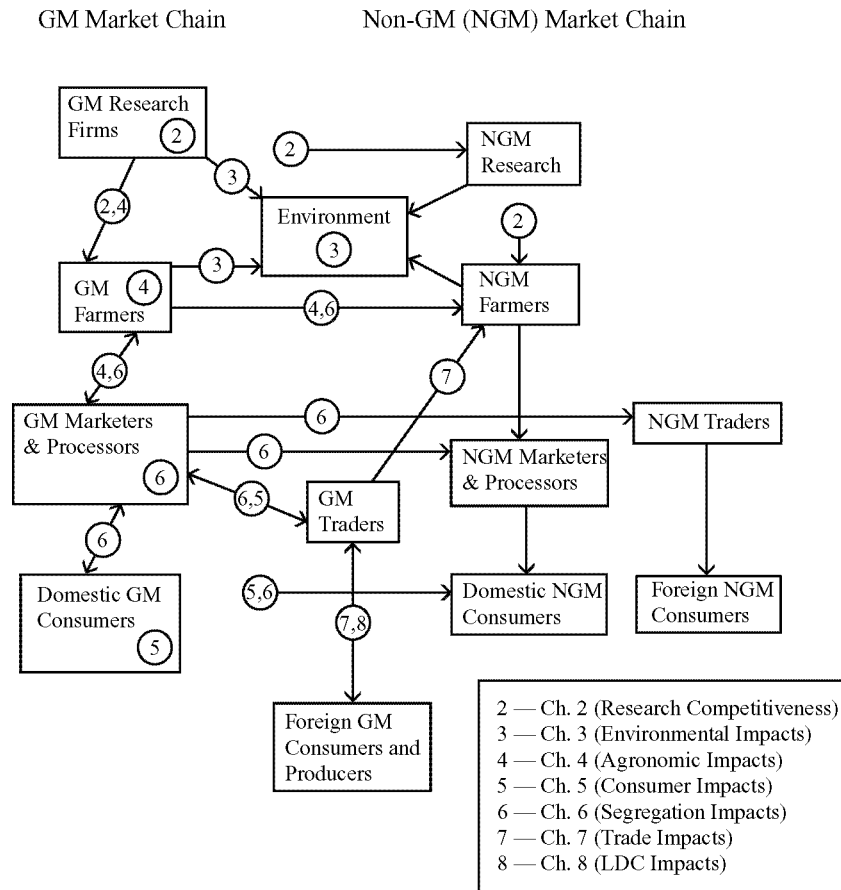 GM Market Chain
Non-GM (NGM) Market Chain
GM Research
Firms
2
2
NGM
Research
3
2,4
Environment
3
2
GM
Farmers
4
3
NGM
Farmers
4,6
4,6
7
GM Marketers
& Processors
6
6
NGM Traders
6
NGM Marketers
& Processors
6,5
GM
Traders
6
Domestic GM
Consumers
5
5,6
Domestic NGM
Consumers
Foreign NGM
Consumers
7,8
Foreign GM
Consumers and
Producers
2 — Ch. 2 (Research Competitiveness)
3 — Ch. 3 (Environmental Impacts)
4 — Ch. 4 (Agronomic Impacts)
5 — Ch. 5 (Consumer Impacts)
6 — Ch. 6 (Segregation Impacts)
7 — Ch. 7 (Trade Impacts)
8 — Ch. 8 (LDC Impacts)